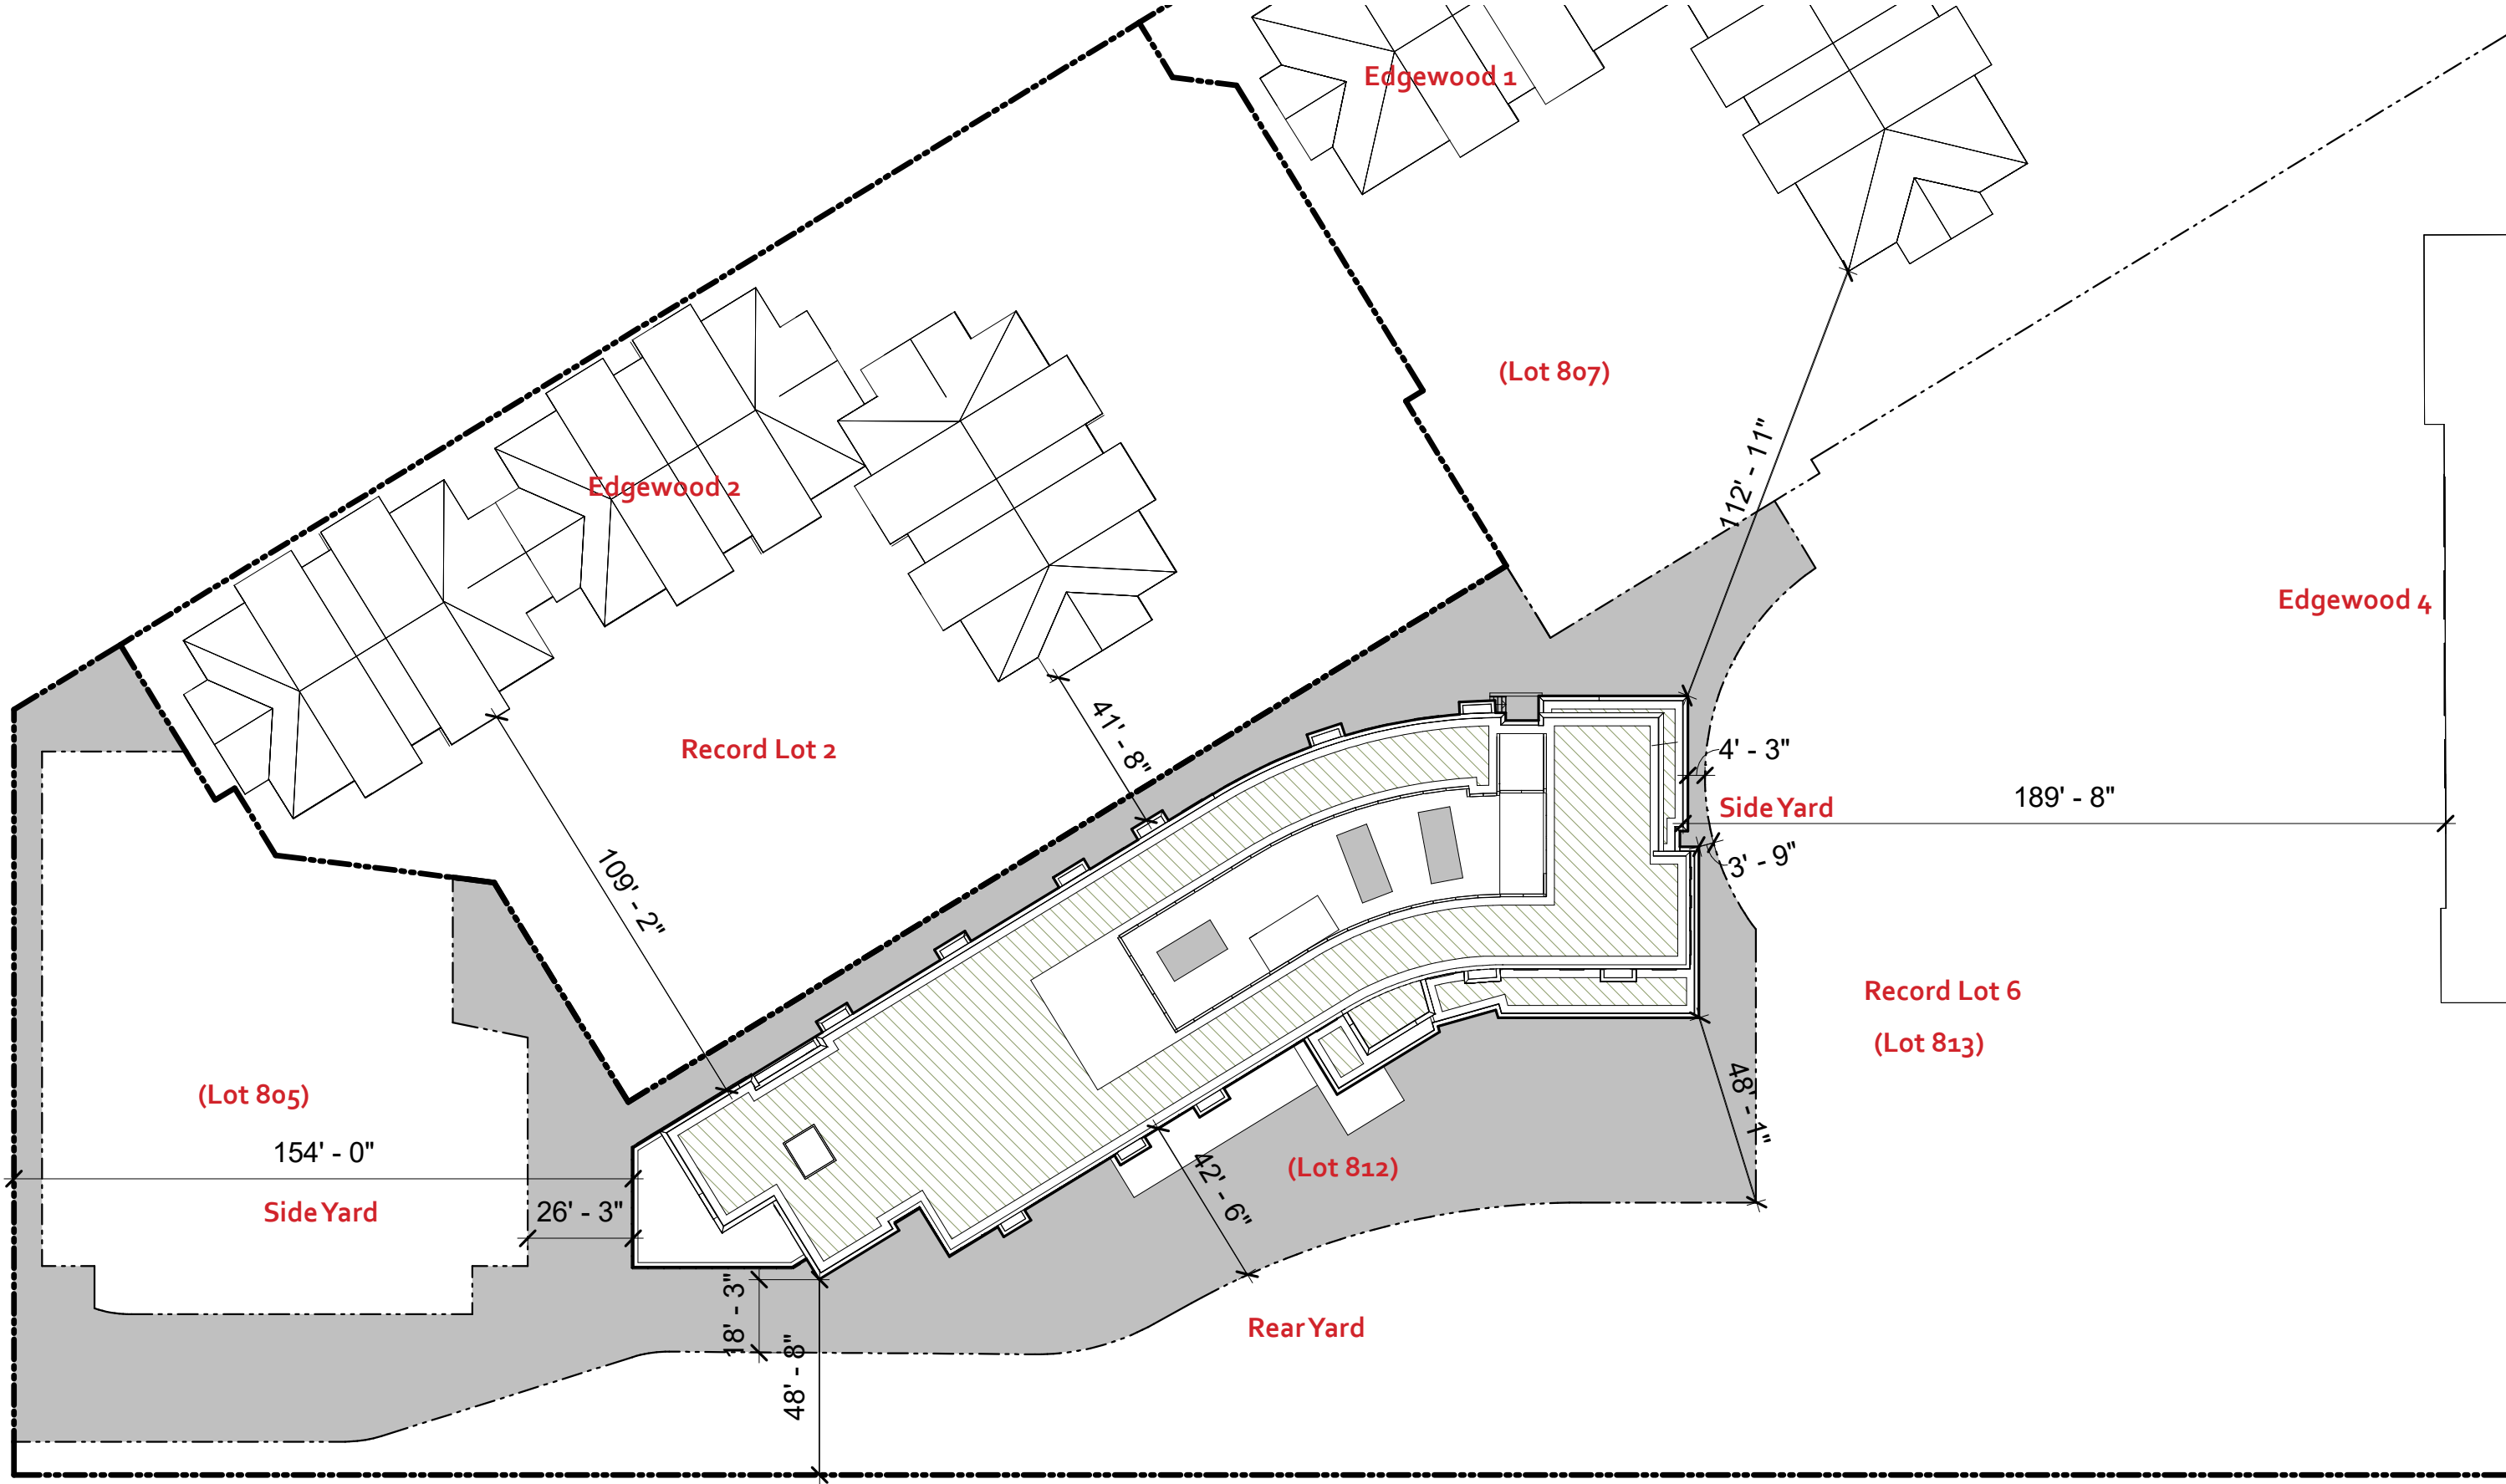 Edgewood 1
(Lot 807)
112' - 11"
Edgewood 2
Edgewood 4
41' - 8"
Record Lot 2
4' - 3"
189' - 8"
Side Yard
3' - 9"
109' - 2"
Record Lot 6
(Lot 813)
(Lot 805)
48' - 1"
154' - 0"
(Lot 812)
42' - 6"
Side Yard
26' - 3"
18' - 3"
Rear Yard
48' - 8"